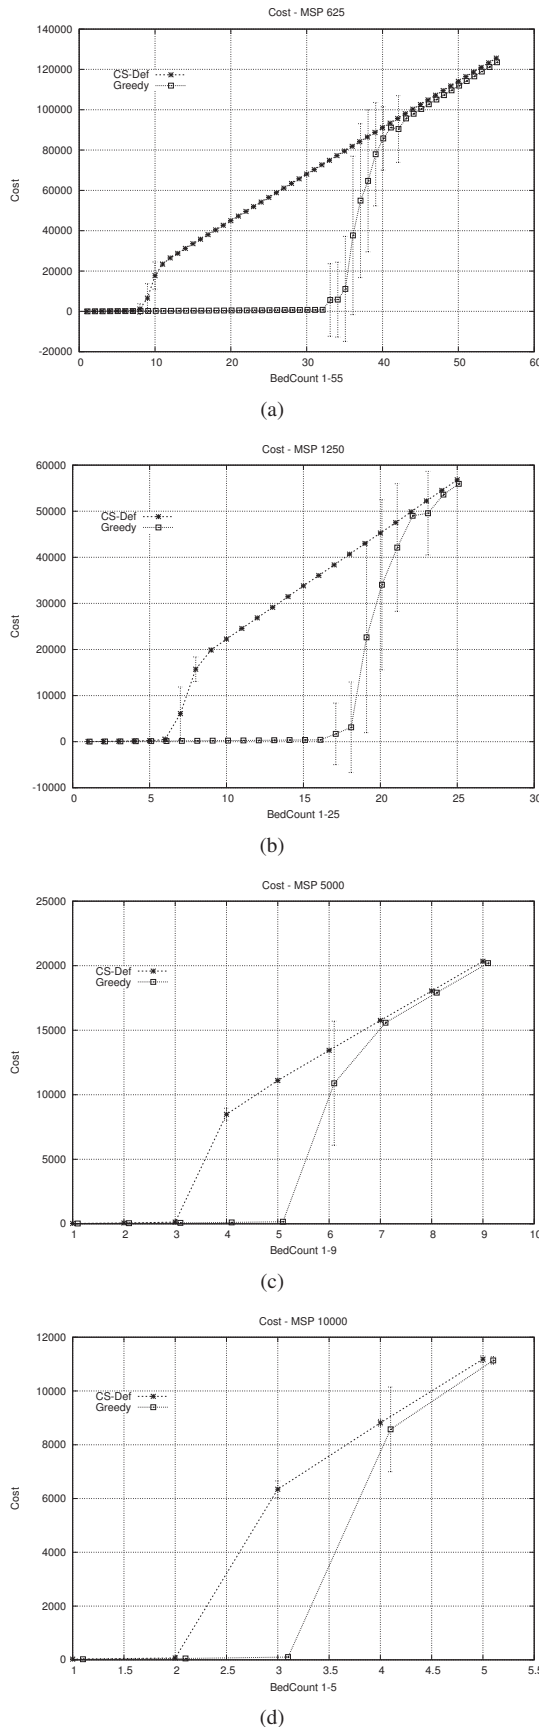 Cost - MSP 625
140000
120000
100000
80000
60000
40000
20000
0
-20000
Cost
CS-Def
Greedy
0 10 20 30 40 50 60
BedCount 1-55
(a)
Cost - MSP 1250
60000
50000
40000
30000
20000
10000
0
-10000
Cost
CS-Def
Greedy
0 5 10 15 20 25 30
BedCount 1-25
(b)
Cost - MSP 5000
25000
20000
15000
10000
5000
0
Cost
CS-Def
Greedy
1 2 3 4 5 6 7 8 9 10
BedCount 1-9
(c)
Cost - MSP 10000
12000
10000
8000
6000
4000
2000
0
Cost
CS-Def
Greedy
1 1.5 2 2.5 3 3.5 4 4.5 5 5.5
BedCount 1-5
(d)